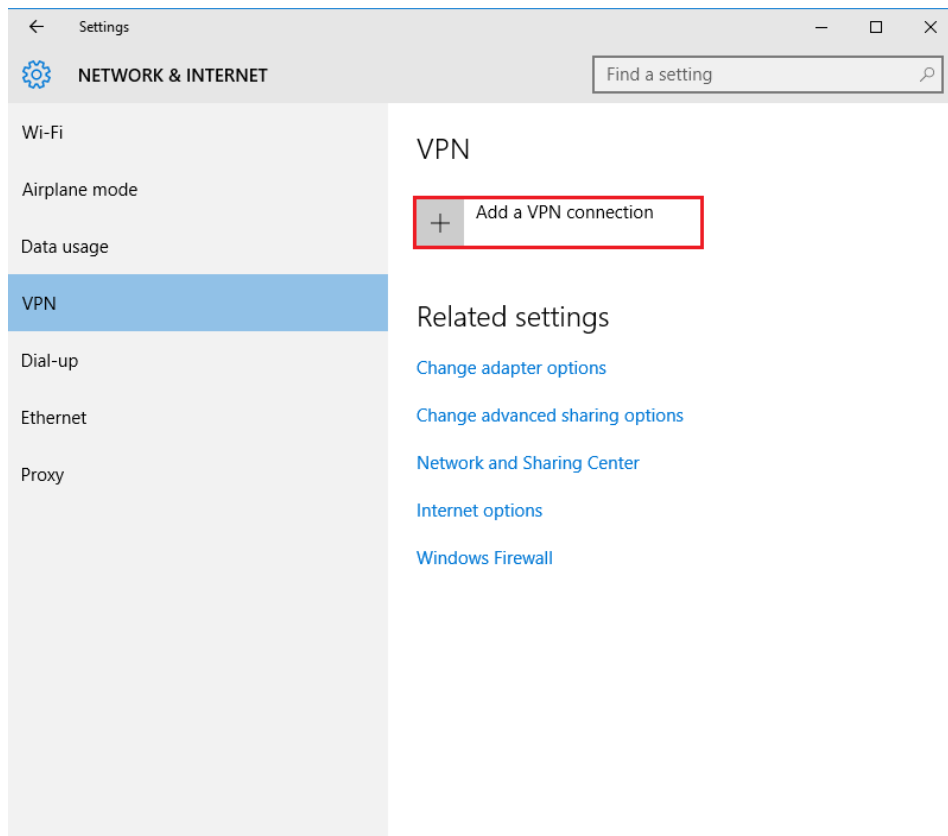 Settings
NETWORK & INTERNET
Find a setting
Wi-Fi
Airplane mode
Data usage
VPN
Dial-up
Ethernet
Proxy
VPN
Add a VPN connection
Related settings
Change adapter options
Change advanced sharing options
Network and Sharing Center
Internet options
Windows Firewall